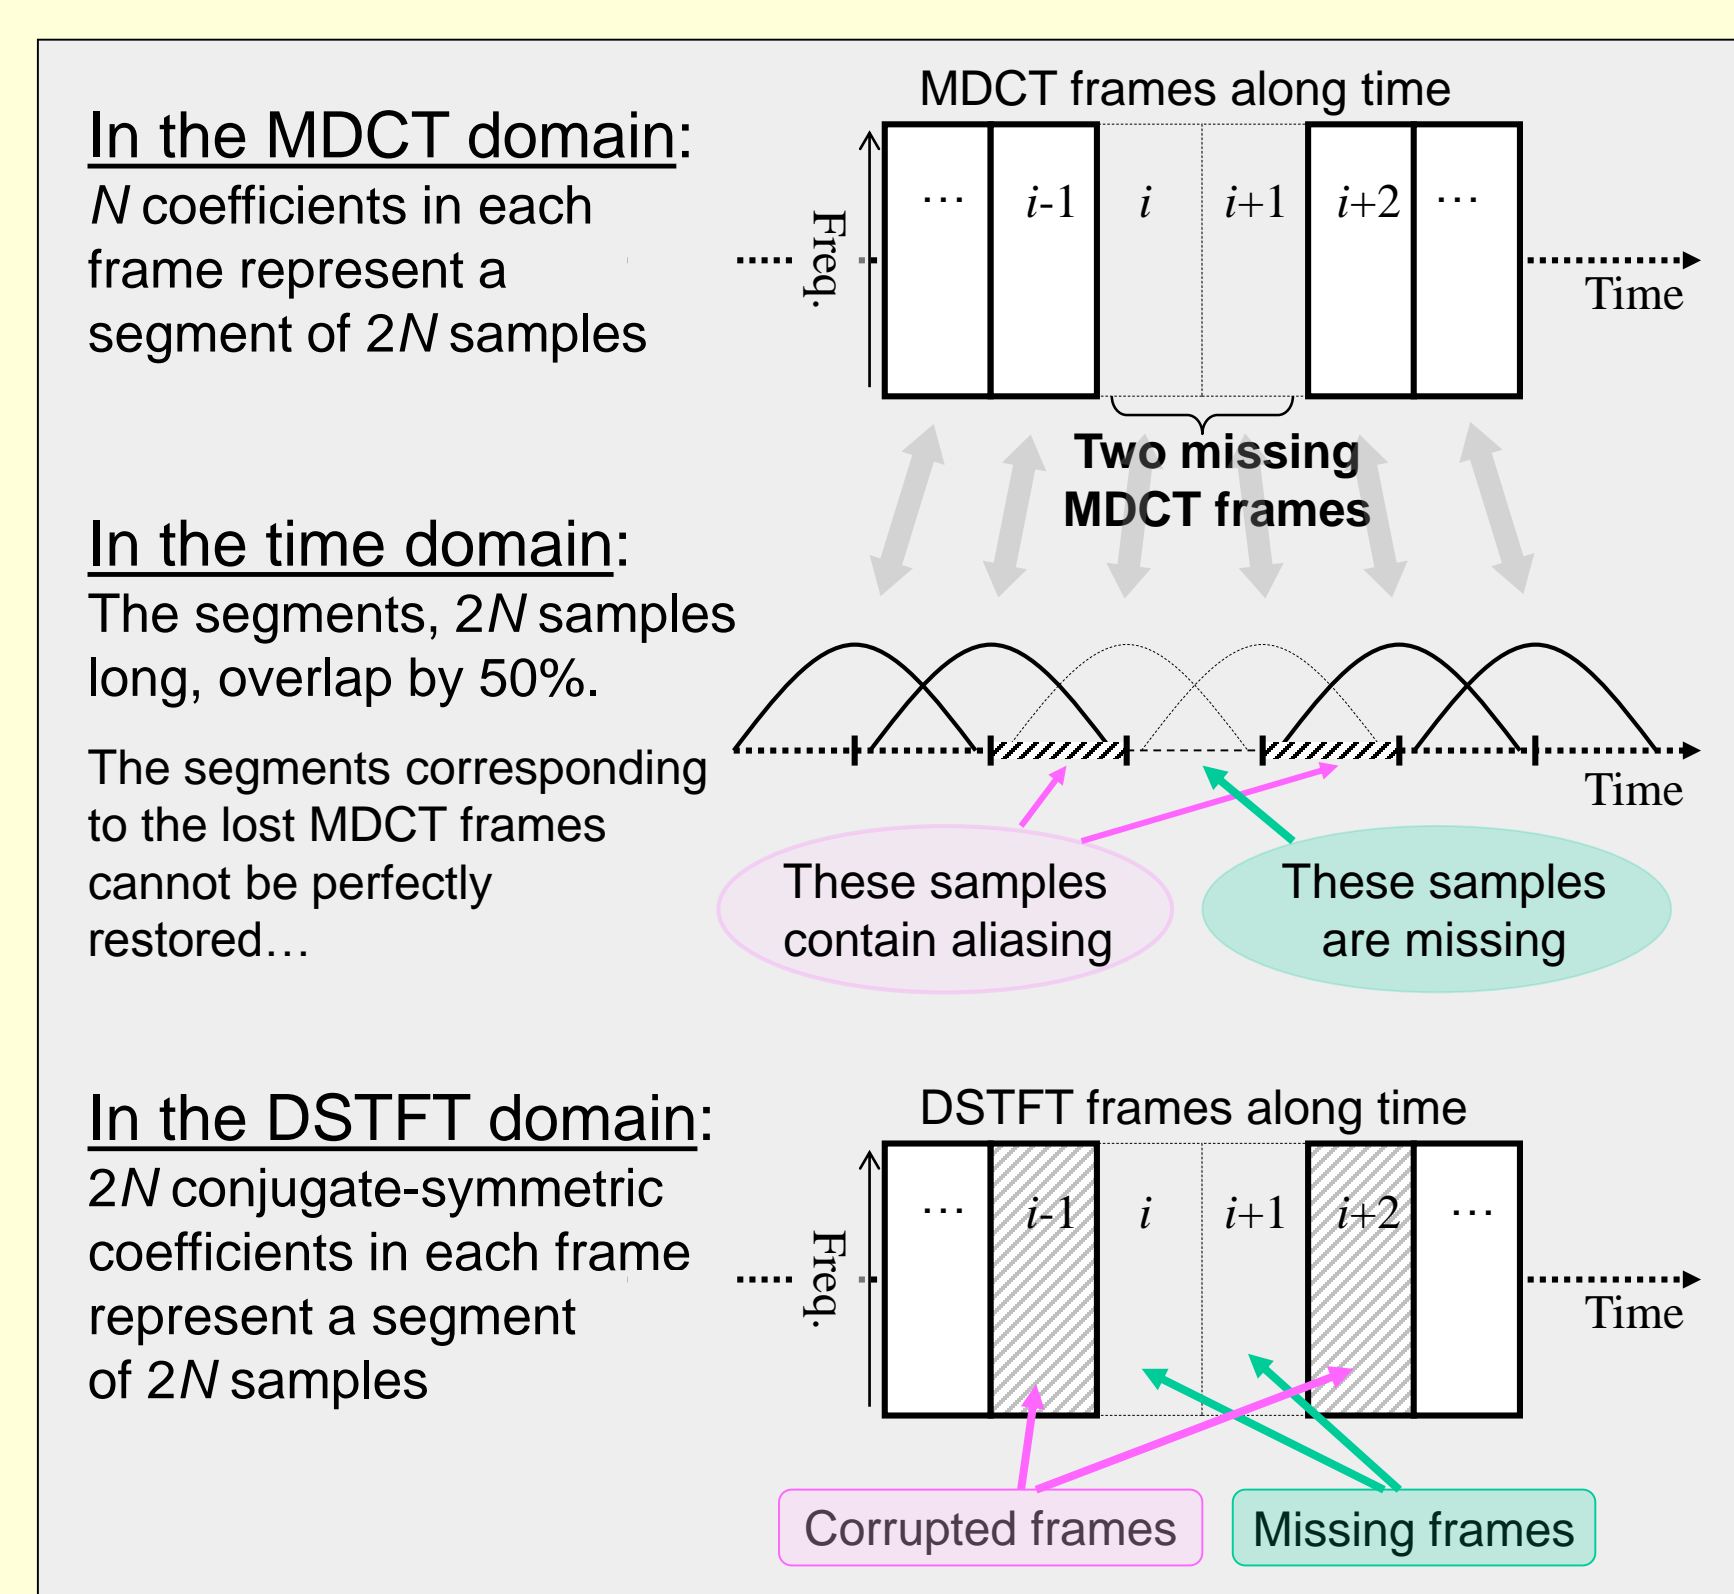 MDCT frames along time
In the MDCT domain:
N coefficients in each
frame represent a
segment of 2N samples
Freq.
… i-1 i i+1 i+2 …
Time
Two missing
MDCT frames
In the time domain:
The segments, 2N samples
long, overlap by 50%.
The segments corresponding
to the lost MDCT frames
cannot be perfectly
restored…
Time
These samples
contain aliasing
These samples
are missing
DSTFT frames along time
In the DSTFT domain:
2N conjugate-symmetric
coefficients in each frame
represent a segment
of 2N samples
Freq.
… i-1 i i+1 i+2 …
Time
Corrupted frames
Missing frames